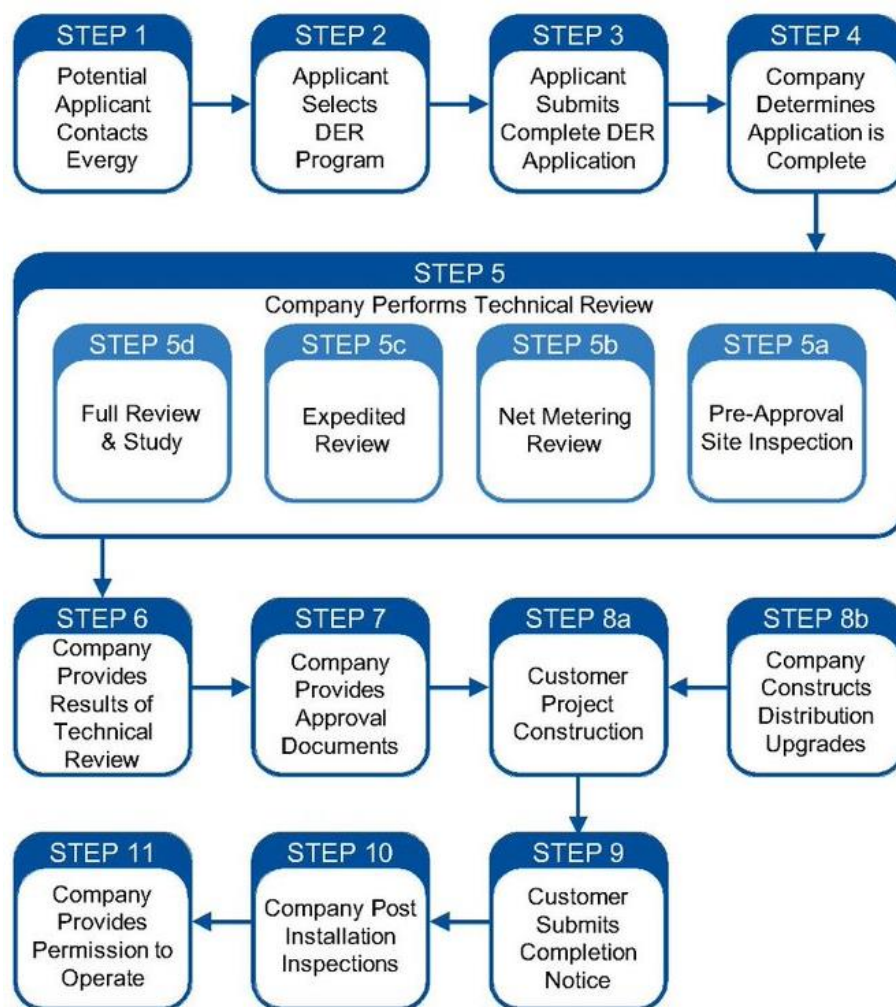 STEP 1
Potential
Applicant
Contacts
Evergy
STEP 2
Applicant
Selects
DER
Program
STEP 3
Applicant
Submits
Complete DER
Application
STEP 4
Company
Determines
Application is
Complete
STEP 5
Company Performs Technical Review
STEP 5d
Full Review
& Study
STEP 5c
Expedited
Review
STEP 5b
Net Metering
Review
STEP 5a
Pre-Approval
Site Inspection
STEP 6
Company
Provides
Results of
Technical
Review
STEP 7
Company
Provides
Approval
Documents
STEP 8a
Customer
Project
Construction
STEP 8b
Company
Constructs
Distribution
Upgrades
STEP 11
Company
Provides
Permission to
Operate
STEP 10
Company Post
Installation
Inspections
STEP 9
Customer
Submits
Completion
Notice